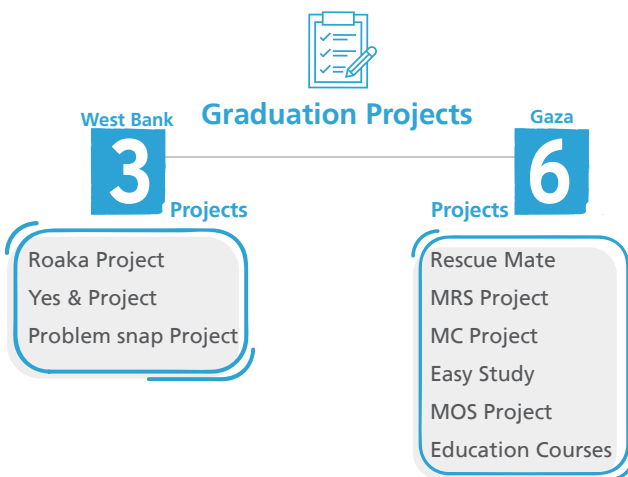 Graduation Projects
West Bank
3
Projects
Roaka Project
Yes & Project
Problem snap Project
Gaza
6
Projects
Rescue Mate
MRS Project
MC Project
Easy Study
MOS Project
Education Courses